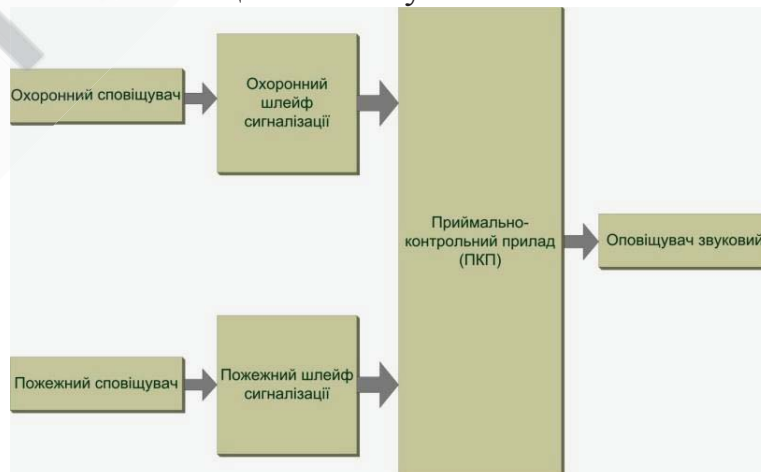 Охоронний сповіщувач
Охоронний
шлейф
сигналізації
Приймально-
контрольний прилад
(ПКП)
Оповіщувач звуковий
Пожежний сповіщувач
Пожежний шлейф
сигналізації